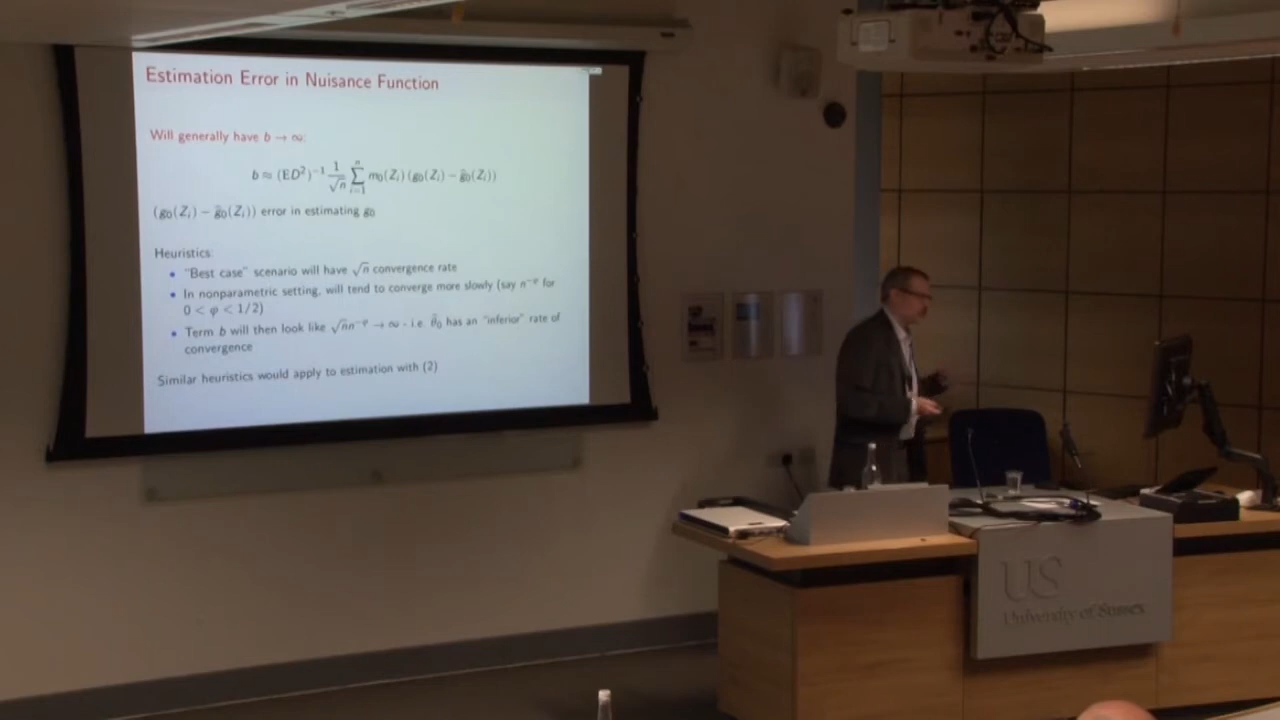 Estimation Error in Nuisance Function
Will generally have b → ∞:
b ≈ (ED²)⁻¹ 1/√n ∑ⁿᵢ₌₁ m₀(Zᵢ)(g₀(Zᵢ) − ĝ₀(Zᵢ))
(g₀(Zᵢ) − ĝ₀(Zᵢ)) error in estimating g₀
Heuristics:
• "Best case" scenario will have √n convergence rate
• In nonparametric setting, will tend to converge more slowly (say n^−φ for
0 < φ < 1/2)
• Term b will then look like √n n^−φ → ∞ - i.e. θ̂₀ has an "inferior" rate of
convergence
Similar heuristics would apply to estimation with (2)
US
University of Sussex